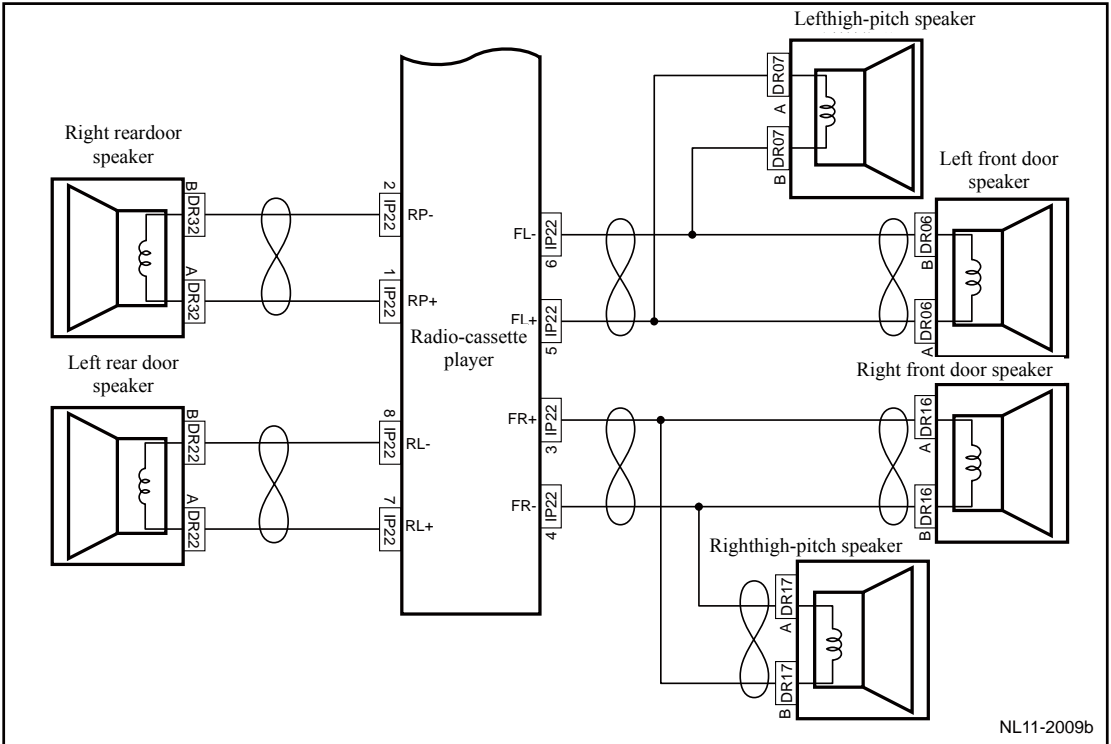 Lefthigh-pitch speaker
DR07
A
DR07
B
Right reardoor
speaker
B
DR32
A
DR32
2
IP22
RP-
1
IP22
RP+
Radio-cassette
player
FL-
IP22
6
FL+
IP22
5
Left front door
speaker
DR06
B
DR06
A
Left rear door
speaker
B
DR22
A
DR22
8
IP22
RL-
7
IP22
RL+
FR+
IP22
3
FR-
IP22
4
Right front door speaker
DR16
A
DR16
B
Righthigh-pitch speaker
DR17
A
DR17
B
NL11-2009b